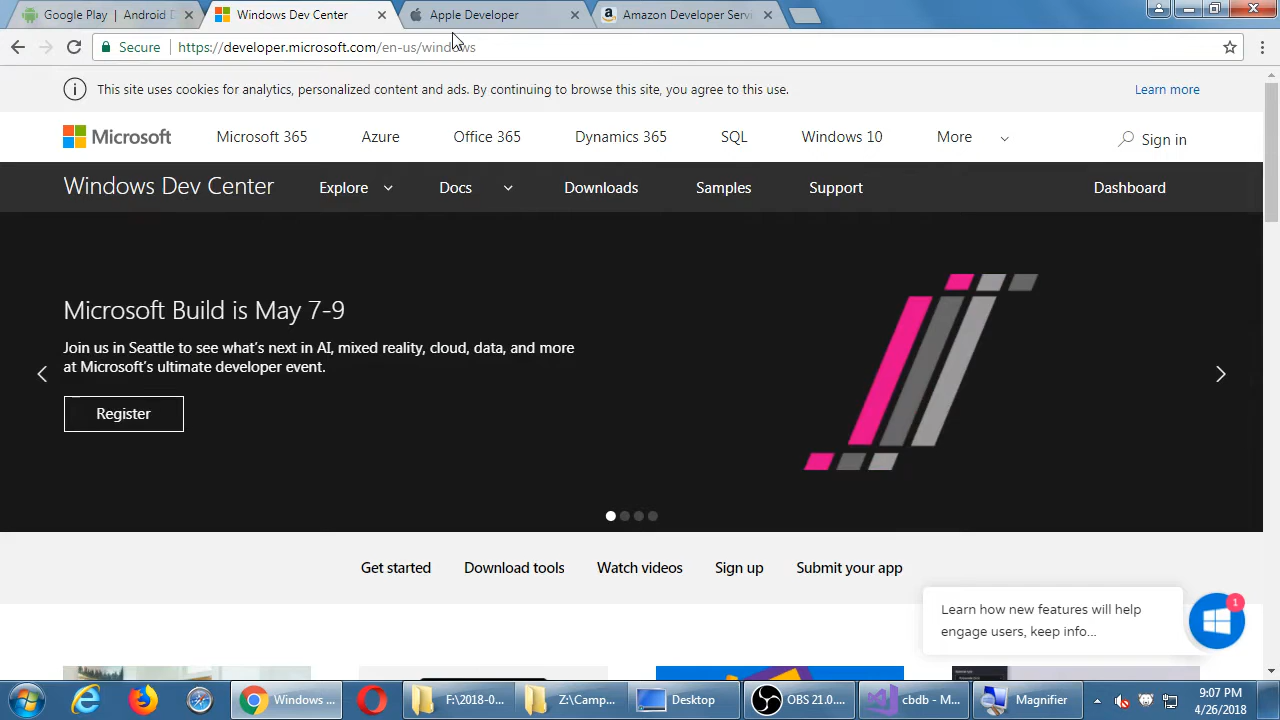 Google Play | Android D
Windows Dev Center
Apple Developer
Amazon Developer Servi
Secure
https://developer.microsoft.com/en-us/windows
This site uses cookies for analytics, personalized content and ads. By continuing to browse this site, you agree to this use.
Learn more
Microsoft
Microsoft 365
Azure
Office 365
Dynamics 365
SQL
Windows 10
More
Sign in
Windows Dev Center
Explore
Docs
Downloads
Samples
Support
Dashboard
Microsoft Build is May 7-9
Join us in Seattle to see what's next in AI, mixed reality, cloud, data, and more
at Microsoft's ultimate developer event.
Register
Get started
Download tools
Watch videos
Sign up
Submit your app
Learn how new features will help
engage users, keep info...
1
Windows ...
F:\2018-0...
Z:\Camp...
Desktop
OBS 21.0....
cbdb - M...
Magnifier
9:07 PM
4/26/2018